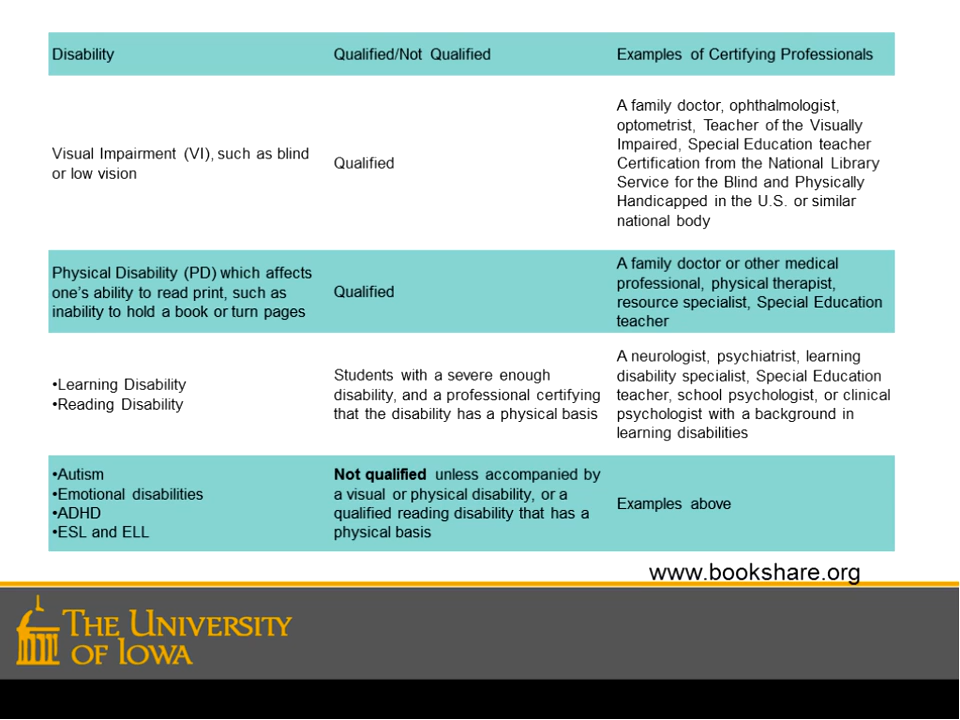 Disability
Qualified/Not Qualified
Examples of Certifying Professionals
Visual Impairment (VI), such as blind
or low vision
Qualified
A family doctor, ophthalmologist,
optometrist, Teacher of the Visually
Impaired, Special Education teacher
Certification from the National Library
Service for the Blind and Physically
Handicapped in the U.S. or similar
national body
Physical Disability (PD) which affects
one’s ability to read print, such as
inability to hold a book or turn pages
Qualified
A family doctor or other medical
professional, physical therapist,
resource specialist, Special Education
teacher
•Learning Disability
•Reading Disability
Students with a severe enough
disability, and a professional certifying
that the disability has a physical basis
A neurologist, psychiatrist, learning
disability specialist, Special Education
teacher, school psychologist, or clinical
psychologist with a background in
learning disabilities
•Autism
•Emotional disabilities
•ADHD
•ESL and ELL
Not qualified unless accompanied by
a visual or physical disability, or a
qualified reading disability that has a
physical basis
Examples above
www.bookshare.org
THE UNIVERSITY
OF IOWA